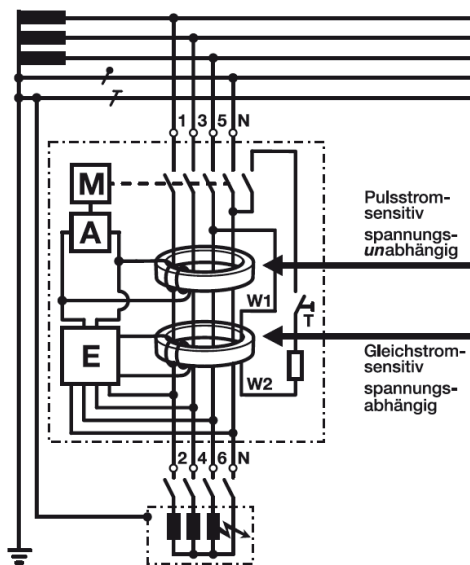 1 3 5 N
M
A
Pulsstrom-
sensitiv
spannungs-
unabhängig
W1
T
E
Gleichstrom-
sensitiv
W2
spannungs-
abhängig
2 4 6 N